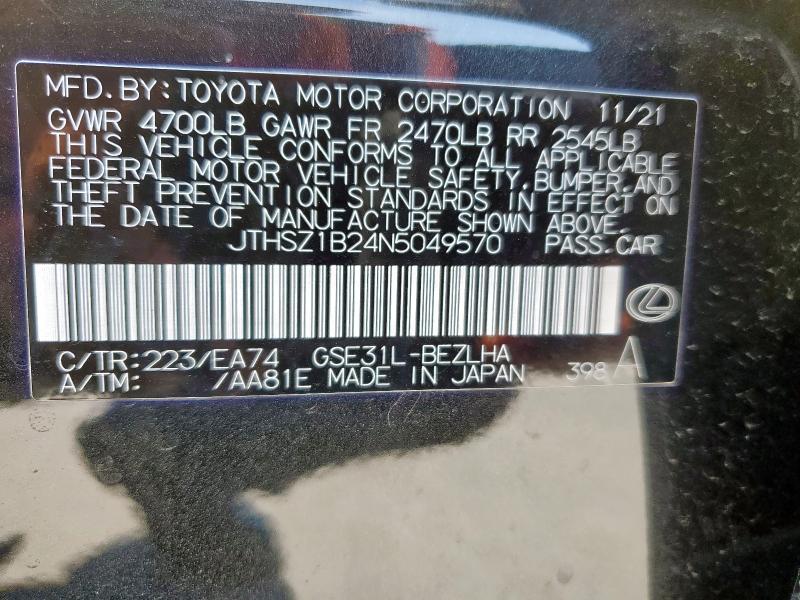 MFD. BY: TOYOTA MOTOR CORPORATION 11/21
GVWR 4700LB GAWR FR 2470LB RR 2545LB
THIS VEHICLE CONFORMS TO ALL APPLICABLE
FEDERAL MOTOR VEHICLE SAFETY, BUMPER, AND
THEFT PREVENTION STANDARDS IN EFFECT ON
THE DATE OF MANUFACTURE SHOWN ABOVE.
JTHSZ1B24N5049570 PASS. CAR
C/TR: 223/EA74 GSE31L-BEZLHA
A/TM: /AA81E MADE IN JAPAN 398 A